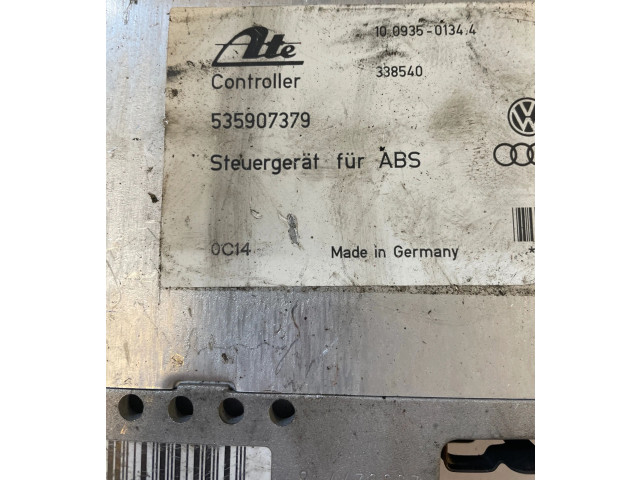 Ate
10.0935-0134.4
Controller
338540
535907379
Steuergerät für ABS
0C14
Made in Germany